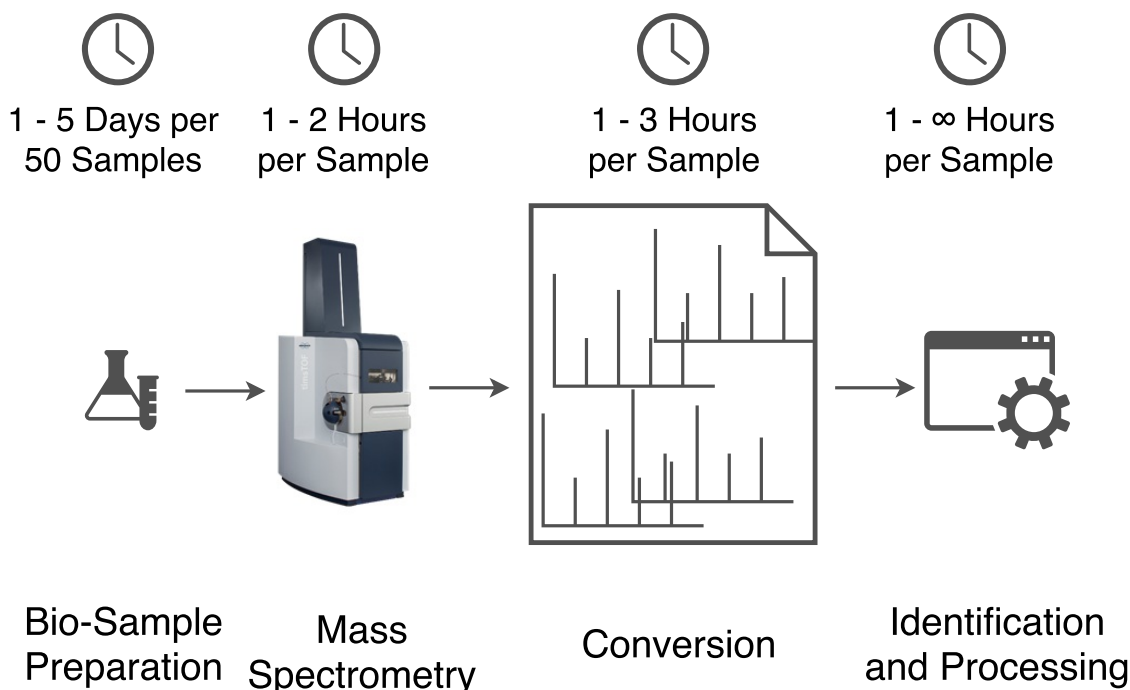 1 - 5 Days per
50 Samples
1 - 2 Hours
per Sample
1 - 3 Hours
per Sample
1 - ∞ Hours
per Sample
timsTOF
Bio-Sample
Preparation
Mass
Spectrometry
Conversion
Identification
and Processing